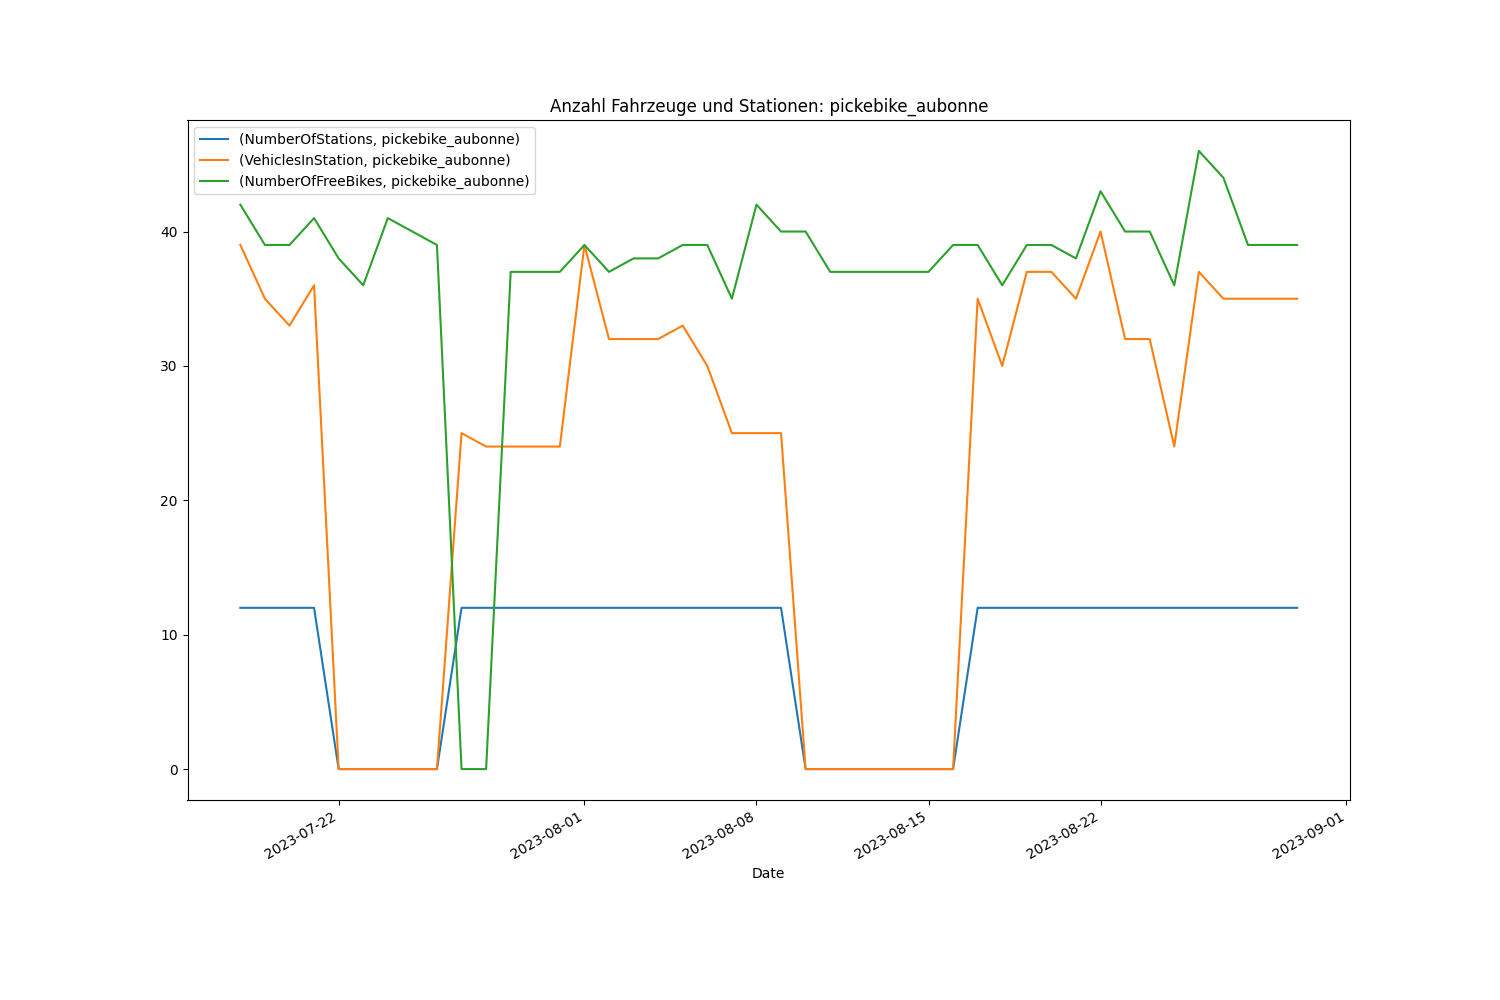 Anzahl Fahrzeuge und Stationen: pickebike_aubonne
(NumberOfStations, pickebike_aubonne)
(VehiclesInStation, pickebike_aubonne)
(NumberOfFreeBikes, pickebike_aubonne)
40
30
20
10
0
2023-07-22
2023-08-01
2023-08-08
2023-08-15
2023-08-22
2023-09-01
Date